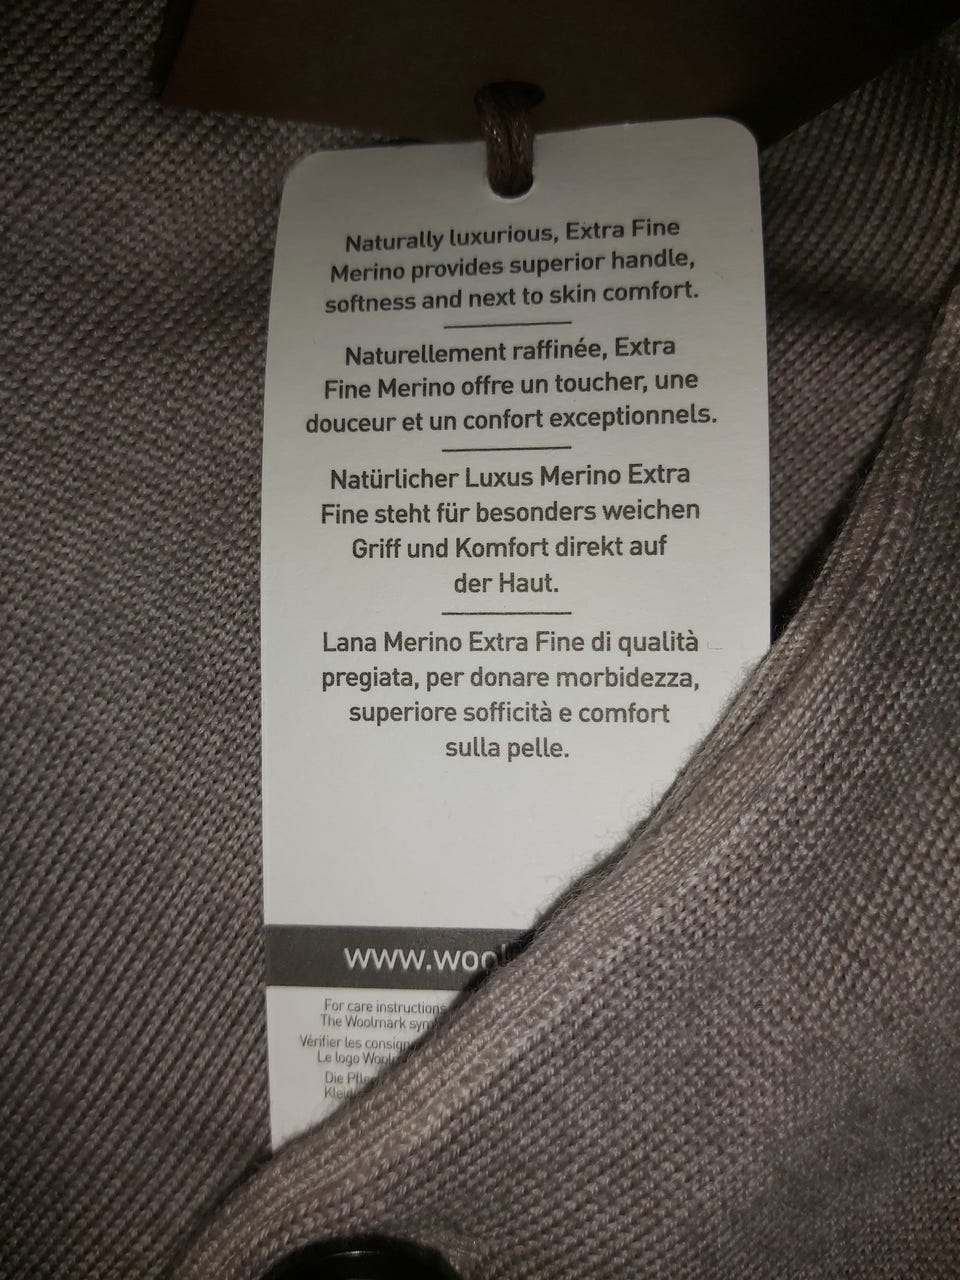 Naturally luxurious, Extra Fine
Merino provides superior handle,
softness and next to skin comfort.
Naturellement raffinée, Extra
Fine Merino offre un toucher, une
douceur et un confort exceptionnels.
Natürlicher Luxus Merino Extra
Fine steht für besonders weichen
Griff und Komfort direkt auf
der Haut.
Lana Merino Extra Fine di qualità
pregiata, per donare morbidezza,
superiore sofficità e comfort
sulla pelle.
www.wool
For care instructions
The Woolmark
Vérifier les
Le logo
Die